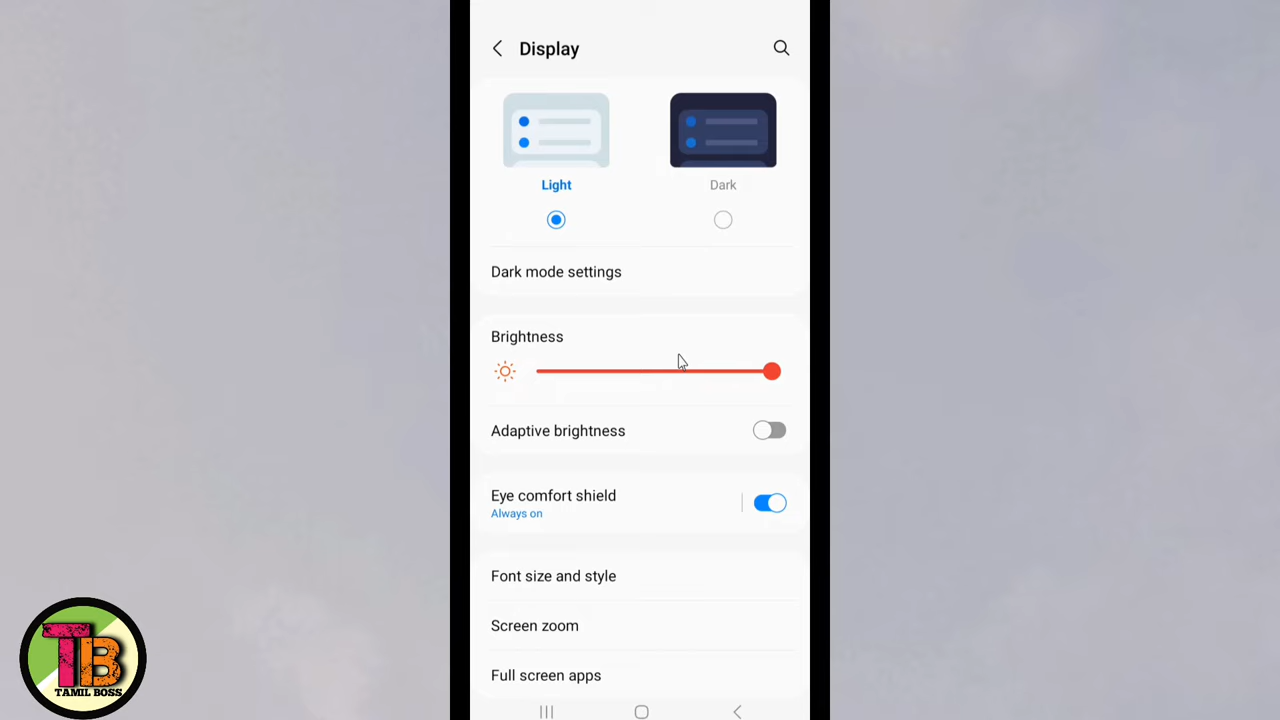 Display
Light
Dark
Dark mode settings
Brightness
Adaptive brightness
Eye comfort shield
Always on
Font size and style
Screen zoom
Full screen apps
TB
TAMIL BOSS